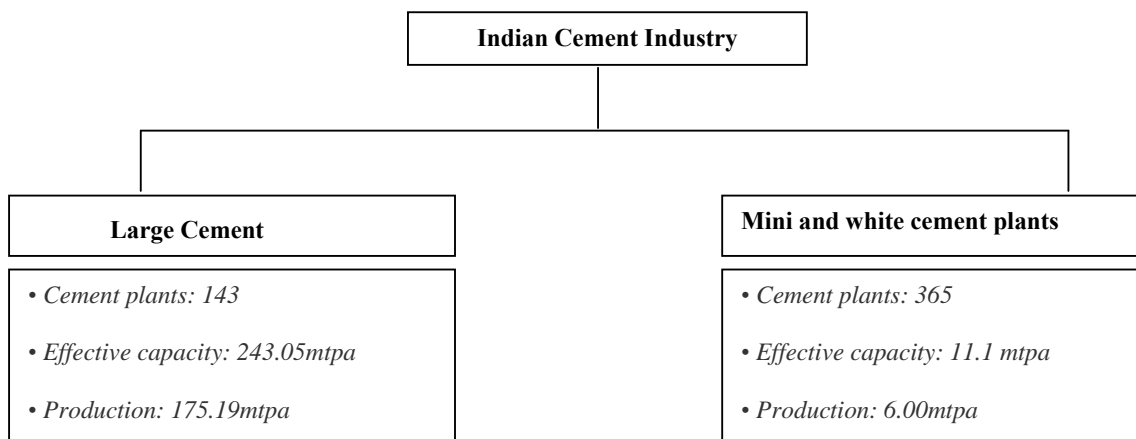 Indian Cement Industry
Large Cement
• Cement plants: 143
• Effective capacity: 243.05mtpa
• Production: 175.19mtpa
Mini and white cement plants
• Cement plants: 365
• Effective capacity: 11.1 mtpa
• Production: 6.00mtpa